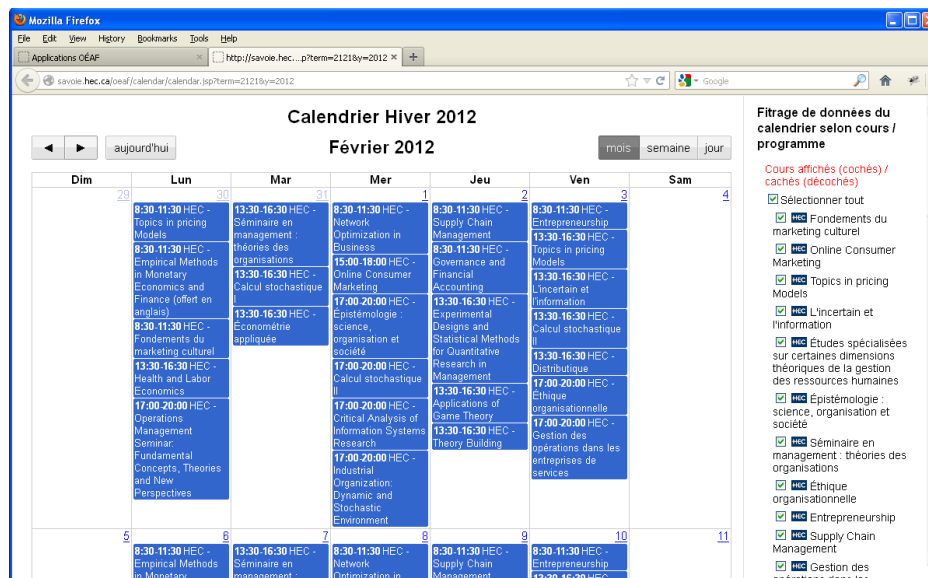 Mozilla Firefox
File Edit View History Bookmarks Tools Help
Applications OÉAF
http://savoie.hec....p?term=2121&y=2012
savoie.hec.ca/oeaf/calendar/calendar.jsp?term=2121&y=2012
Google
Calendrier Hiver 2012
aujourd'hui
Février 2012
mois semaine jour
Dim Lun Mar Mer Jeu Ven Sam
29
30
8:30-11:30 HEC -
Topics in pricing
Models
8:30-11:30 HEC -
Empirical Methods
in Monetary
Economics and
Finance (offert en
anglais)
8:30-11:30 HEC -
Fondements du
marketing culturel
13:30-16:30 HEC -
Health and Labor
Economics
17:00-20:00 HEC -
Operations
Management
Seminar:
Fundamental
Concepts, Theories
and New
Perspectives
31
13:30-16:30 HEC -
Séminaire en
management :
théories des
organisations
13:30-16:30 HEC -
Calcul stochastique
I
13:30-16:30 HEC -
Économétrie
appliquée
1
8:30-11:30 HEC -
Network
Optimization in
Business
15:00-18:00 HEC -
Online Consumer
Marketing
17:00-20:00 HEC -
Épistémologie :
science,
organisation et
société
17:00-20:00 HEC -
Calcul stochastique
II
17:00-20:00 HEC -
Critical Analysis of
Information Systems
Research
17:00-20:00 HEC -
Industrial
Organization:
Dynamic and
Stochastic
Environment
2
8:30-11:30 HEC -
Supply Chain
Management
8:30-11:30 HEC -
Governance and
Financial
Accounting
13:30-16:30 HEC -
Experimental
Designs and
Statistical Methods
for Quantitative
Research in
Management
13:30-16:30 HEC -
Applications of
Game Theory
13:30-16:30 HEC -
Theory Building
3
8:30-11:30 HEC -
Entrepreneurship
13:30-16:30 HEC -
Topics in pricing
Models
13:30-16:30 HEC -
L'incertain et
l'information
13:30-16:30 HEC -
Calcul stochastique
II
13:30-16:30 HEC -
Distributique
17:00-20:00 HEC -
Éthique
organisationnelle
17:00-20:00 HEC -
Gestion des
opérations dans les
entreprises de
services
4
5
6
8:30-11:30 HEC -
Empirical Methods
in Monetary
7
13:30-16:30 HEC -
Séminaire en
management :
8
8:30-11:30 HEC -
Network
Optimization in
9
8:30-11:30 HEC -
Supply Chain
Management
10
8:30-11:30 HEC -
Entrepreneurship
13:30-16:30 HEC -
11
Fitrage de données du
calendrier selon cours /
programme
Cours affichés (cochés) /
cachés (décochés)
Sélectionner tout
HEC Fondements du
marketing culturel
HEC Online Consumer
Marketing
HEC Topics in pricing
Models
HEC L'incertain et
l'information
HEC Études spécialisées
sur certaines dimensions
théoriques de la gestion
des ressources humaines
HEC Épistémologie :
science, organisation et
société
HEC Séminaire en
management : théories des
organisations
HEC Éthique
organisationnelle
HEC Entrepreneurship
HEC Supply Chain
Management
HEC Gestion des
opérations dans les